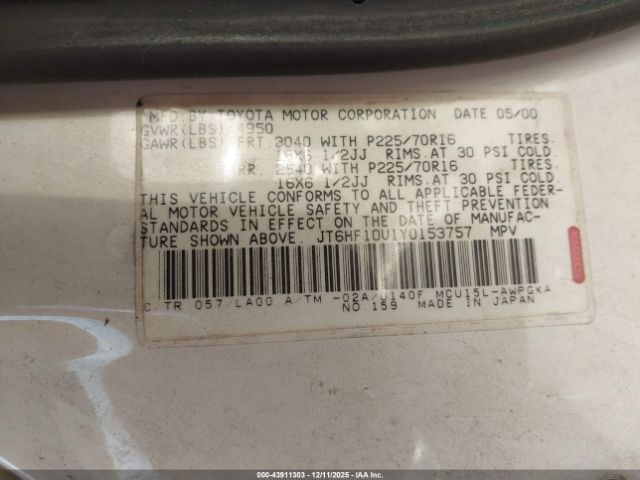 MFD. BY: TOYOTA MOTOR CORPORATION DATE 05/00
GVWR(LBS) 4950
GAWR(LBS) FRT. 3040 WITH P225/70R16 TIRES.
16X6 1/2JJ RIMS.AT 30 PSI COLD.
RR. 2540 WITH P225/70R16 TIRES.
16X6 1/2JJ RIMS.AT 30 PSI COLD
THIS VEHICLE CONFORMS TO ALL APPLICABLE FEDER-
AL MOTOR VEHICLE SAFETY AND THEFT PREVENTION
STANDARDS IN EFFECT ON THE DATE OF MANUFAC-
TURE SHOWN ABOVE. JT6HF10U1Y0153757 MPV
C TR 057/LA00 A/TM -02A/U140F MCU15L-AWPGKA
NO.159 MADE IN JAPAN
000-43911303 - 12/11/2025 - IAA Inc.